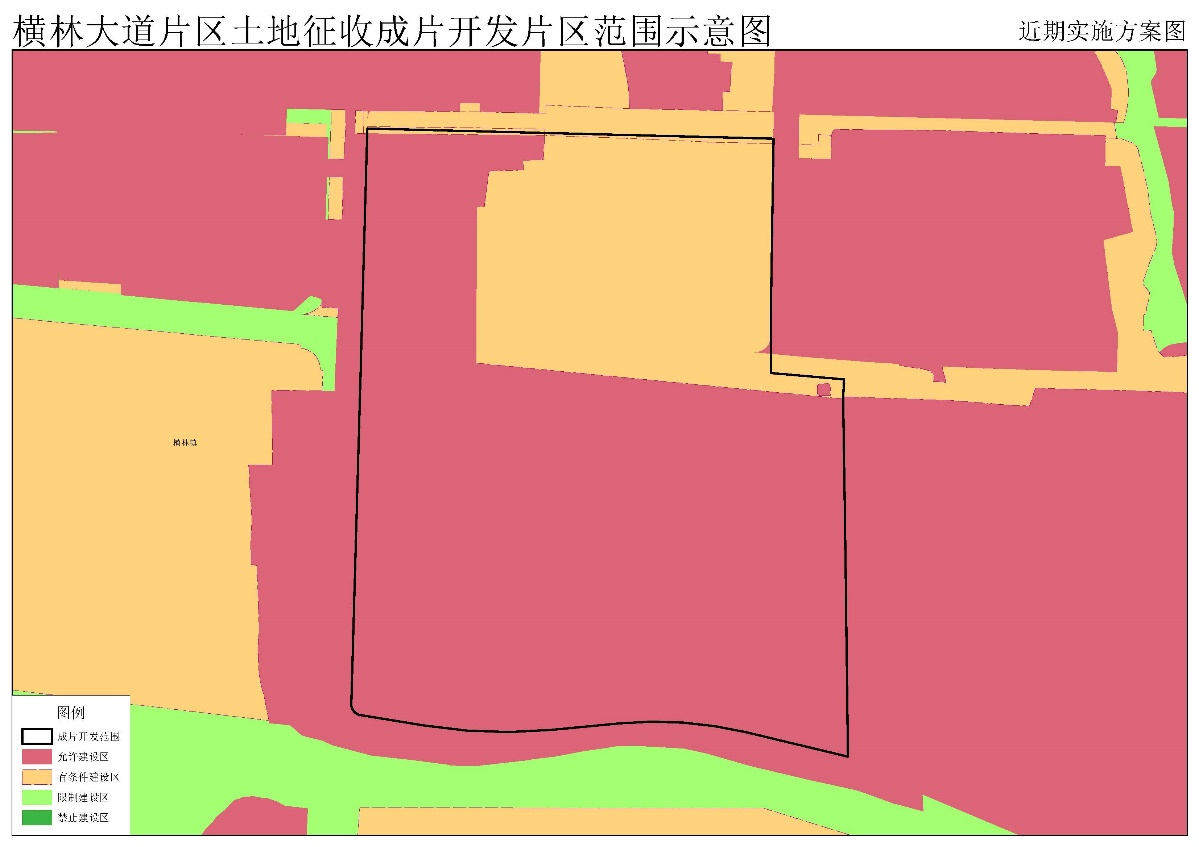 横林大道片区土地征收成片开发片区范围示意图
近期实施方案图
横林镇
图例
成片开发范围
允许建设区
有条件建设区
限制建设区
禁止建设区